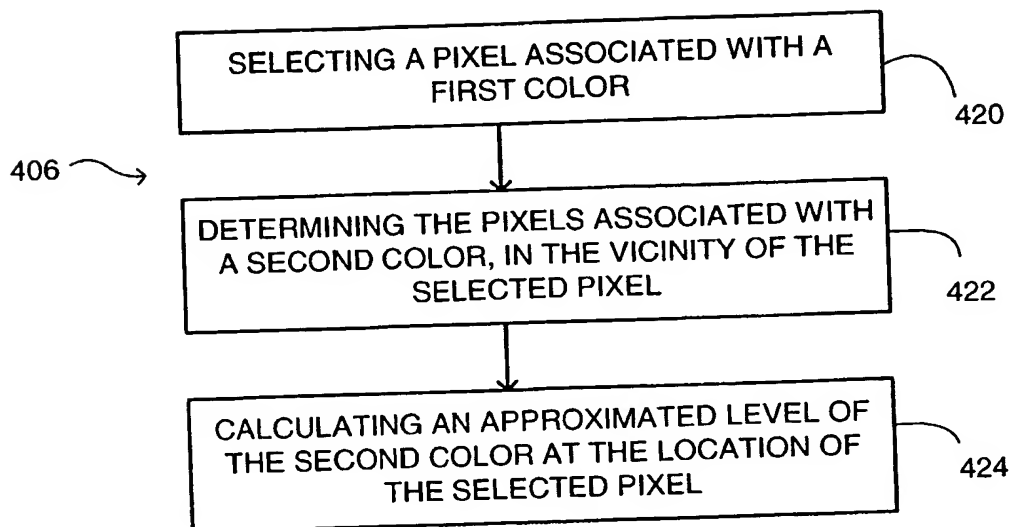 SELECTING A PIXEL ASSOCIATED WITH A
FIRST COLOR
420
406
DETERMINING THE PIXELS ASSOCIATED WITH
A SECOND COLOR, IN THE VICINITY OF THE
SELECTED PIXEL
422
CALCULATING AN APPROXIMATED LEVEL OF
THE SECOND COLOR AT THE LOCATION OF
THE SELECTED PIXEL
424